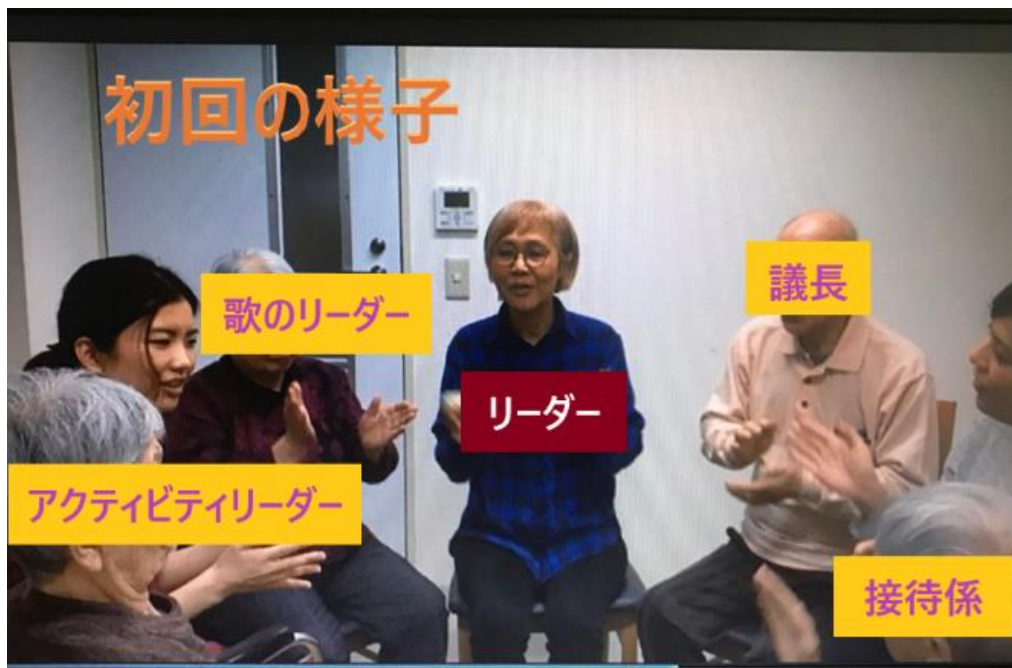 初回の様子
歌のリーダー
議長
リーダー
アクティビティリーダー
接待係